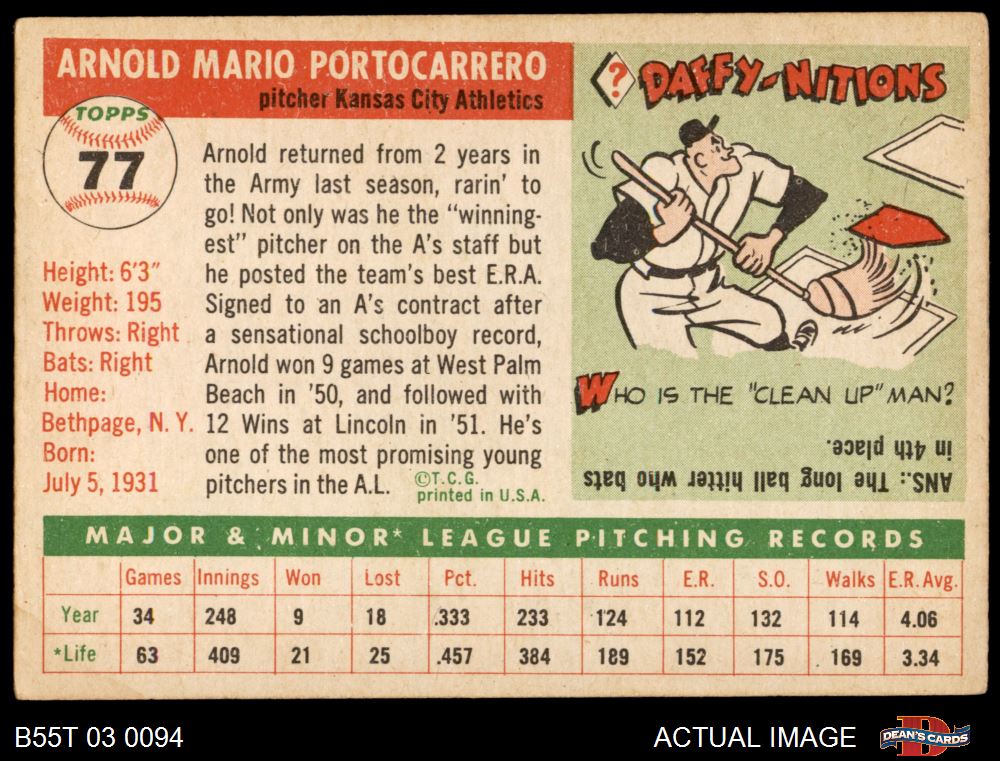 ARNOLD MARIO PORTOCARRERO
pitcher Kansas City Athletics
TOPPS
77
Height: 6'3"
Weight: 195
Throws: Right
Bats: Right
Home:
Bethpage, N. Y.
Born:
July 5, 1931
Arnold returned from 2 years in
the Army last season, rarin' to
go! Not only was he the "winning-
est" pitcher on the A's staff but
he posted the team's best E.R.A.
Signed to an A's contract after
a sensational schoolboy record,
Arnold won 9 games at West Palm
Beach in '50, and followed with
12 Wins at Lincoln in '51. He's
one of the most promising young
pitchers in the A.L.
©T.C.G.
printed in U.S.A.
? DAFFY-NITIONS
WHO IS THE "CLEAN UP" MAN?
ANS.: The long ball hitter who bats
in 4th place.
MAJOR & MINOR* LEAGUE PITCHING RECORDS
Games Innings Won Lost Pct. Hits Runs E.R. S.O. Walks E.R. Avg.
Year 34 248 9 18 .333 233 124 112 132 114 4.06
*Life 63 409 21 25 .457 384 189 152 175 169 3.34
B55T 03 0094
ACTUAL IMAGE
D
DEAN'S CARDS